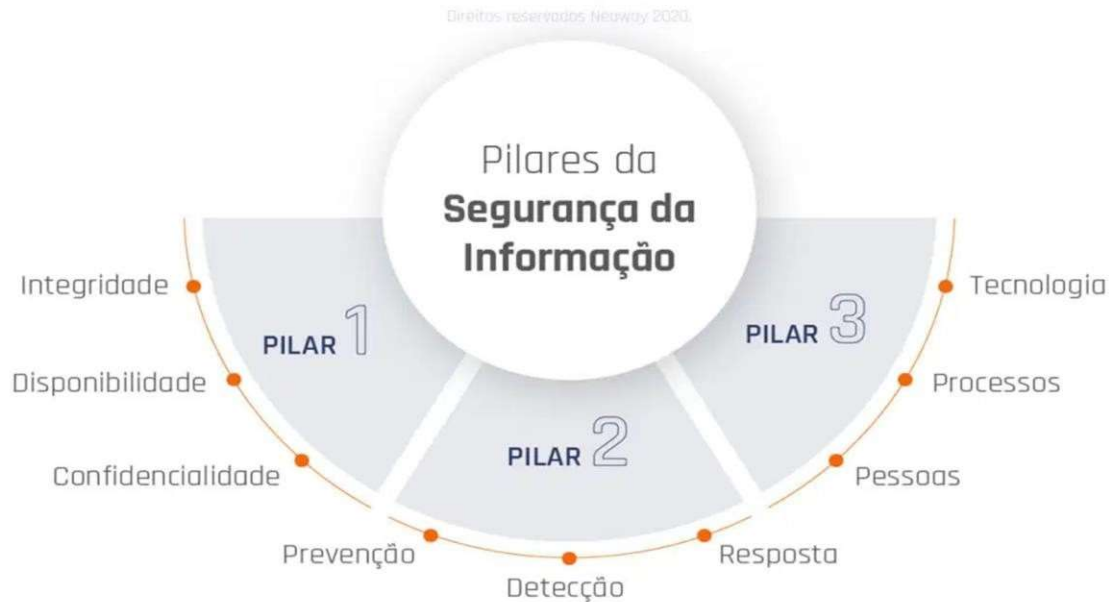 Direitos reservados Neoway 2020.
Pilares da
Segurança da
Informação
Integridade
Disponibilidade
Confidencialidade
PILAR 1
Prevenção
Detecção
Resposta
PILAR 2
Tecnologia
Processos
Pessoas
PILAR 3